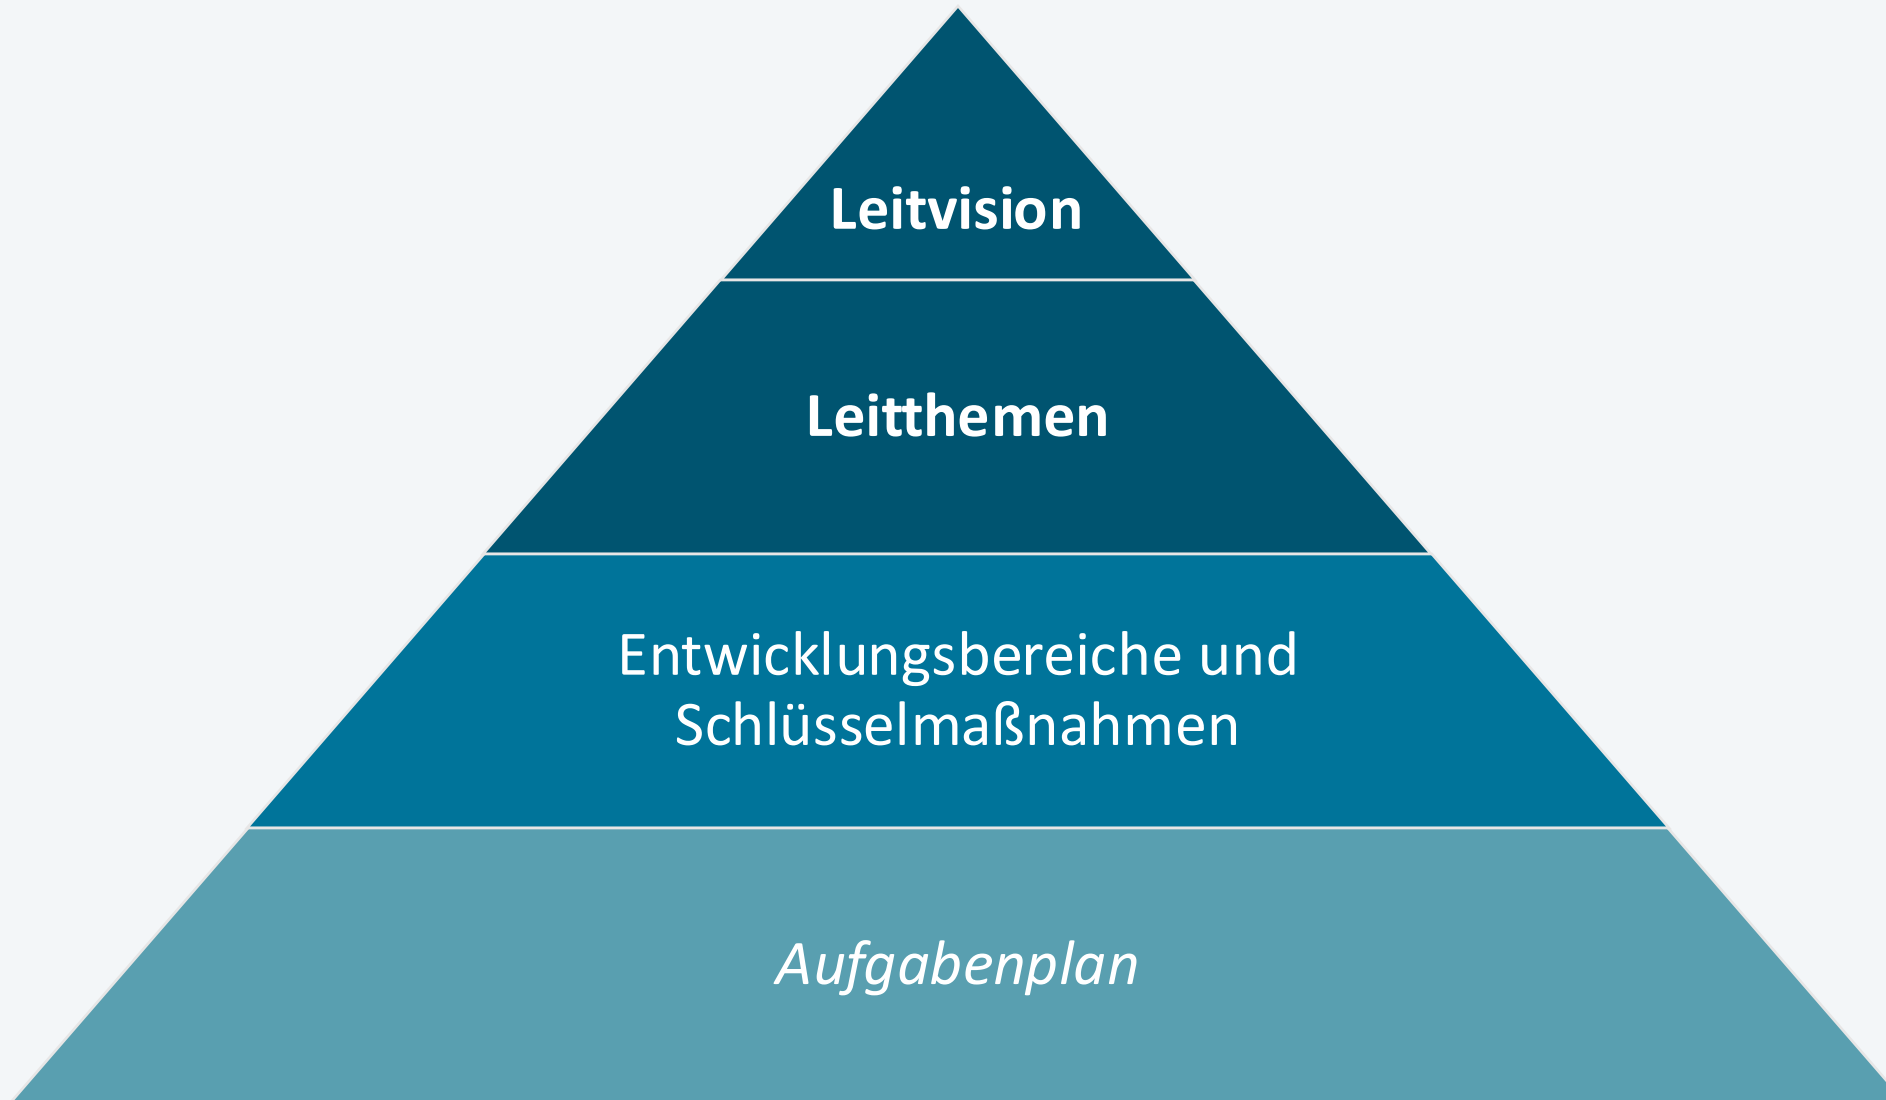 Leitvision
Leitthemen
Entwicklungsbereiche und
Schlüsselmaßnahmen
Aufgabenplan